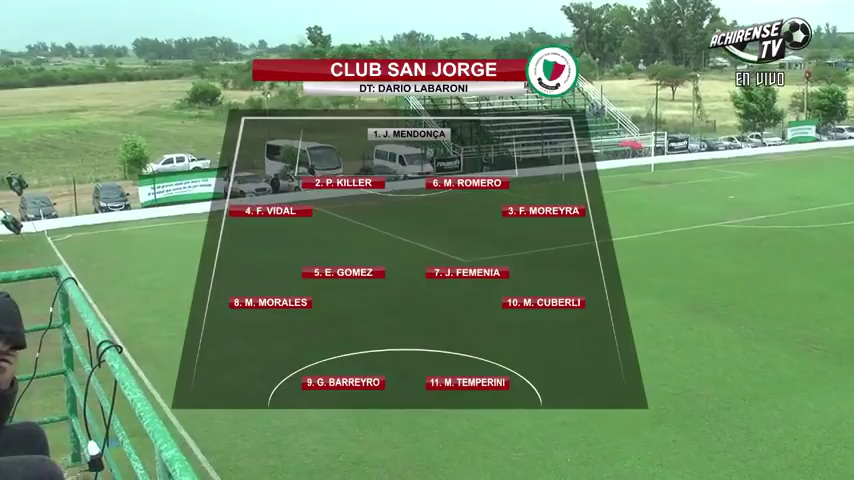 ACHIRENSE
TV
EN VIVO
CLUB SAN JORGE
DT: DARIO LABARONI
1. J. MENDONÇA
2. P. KILLER
6. M. ROMERO
4. F. VIDAL
3. F. MOREYRA
5. E. GOMEZ
7. J. FEMENIA
8. M. MORALES
10. M. CUBERLI
9. G. BARREYRO
11. M. TEMPERINI